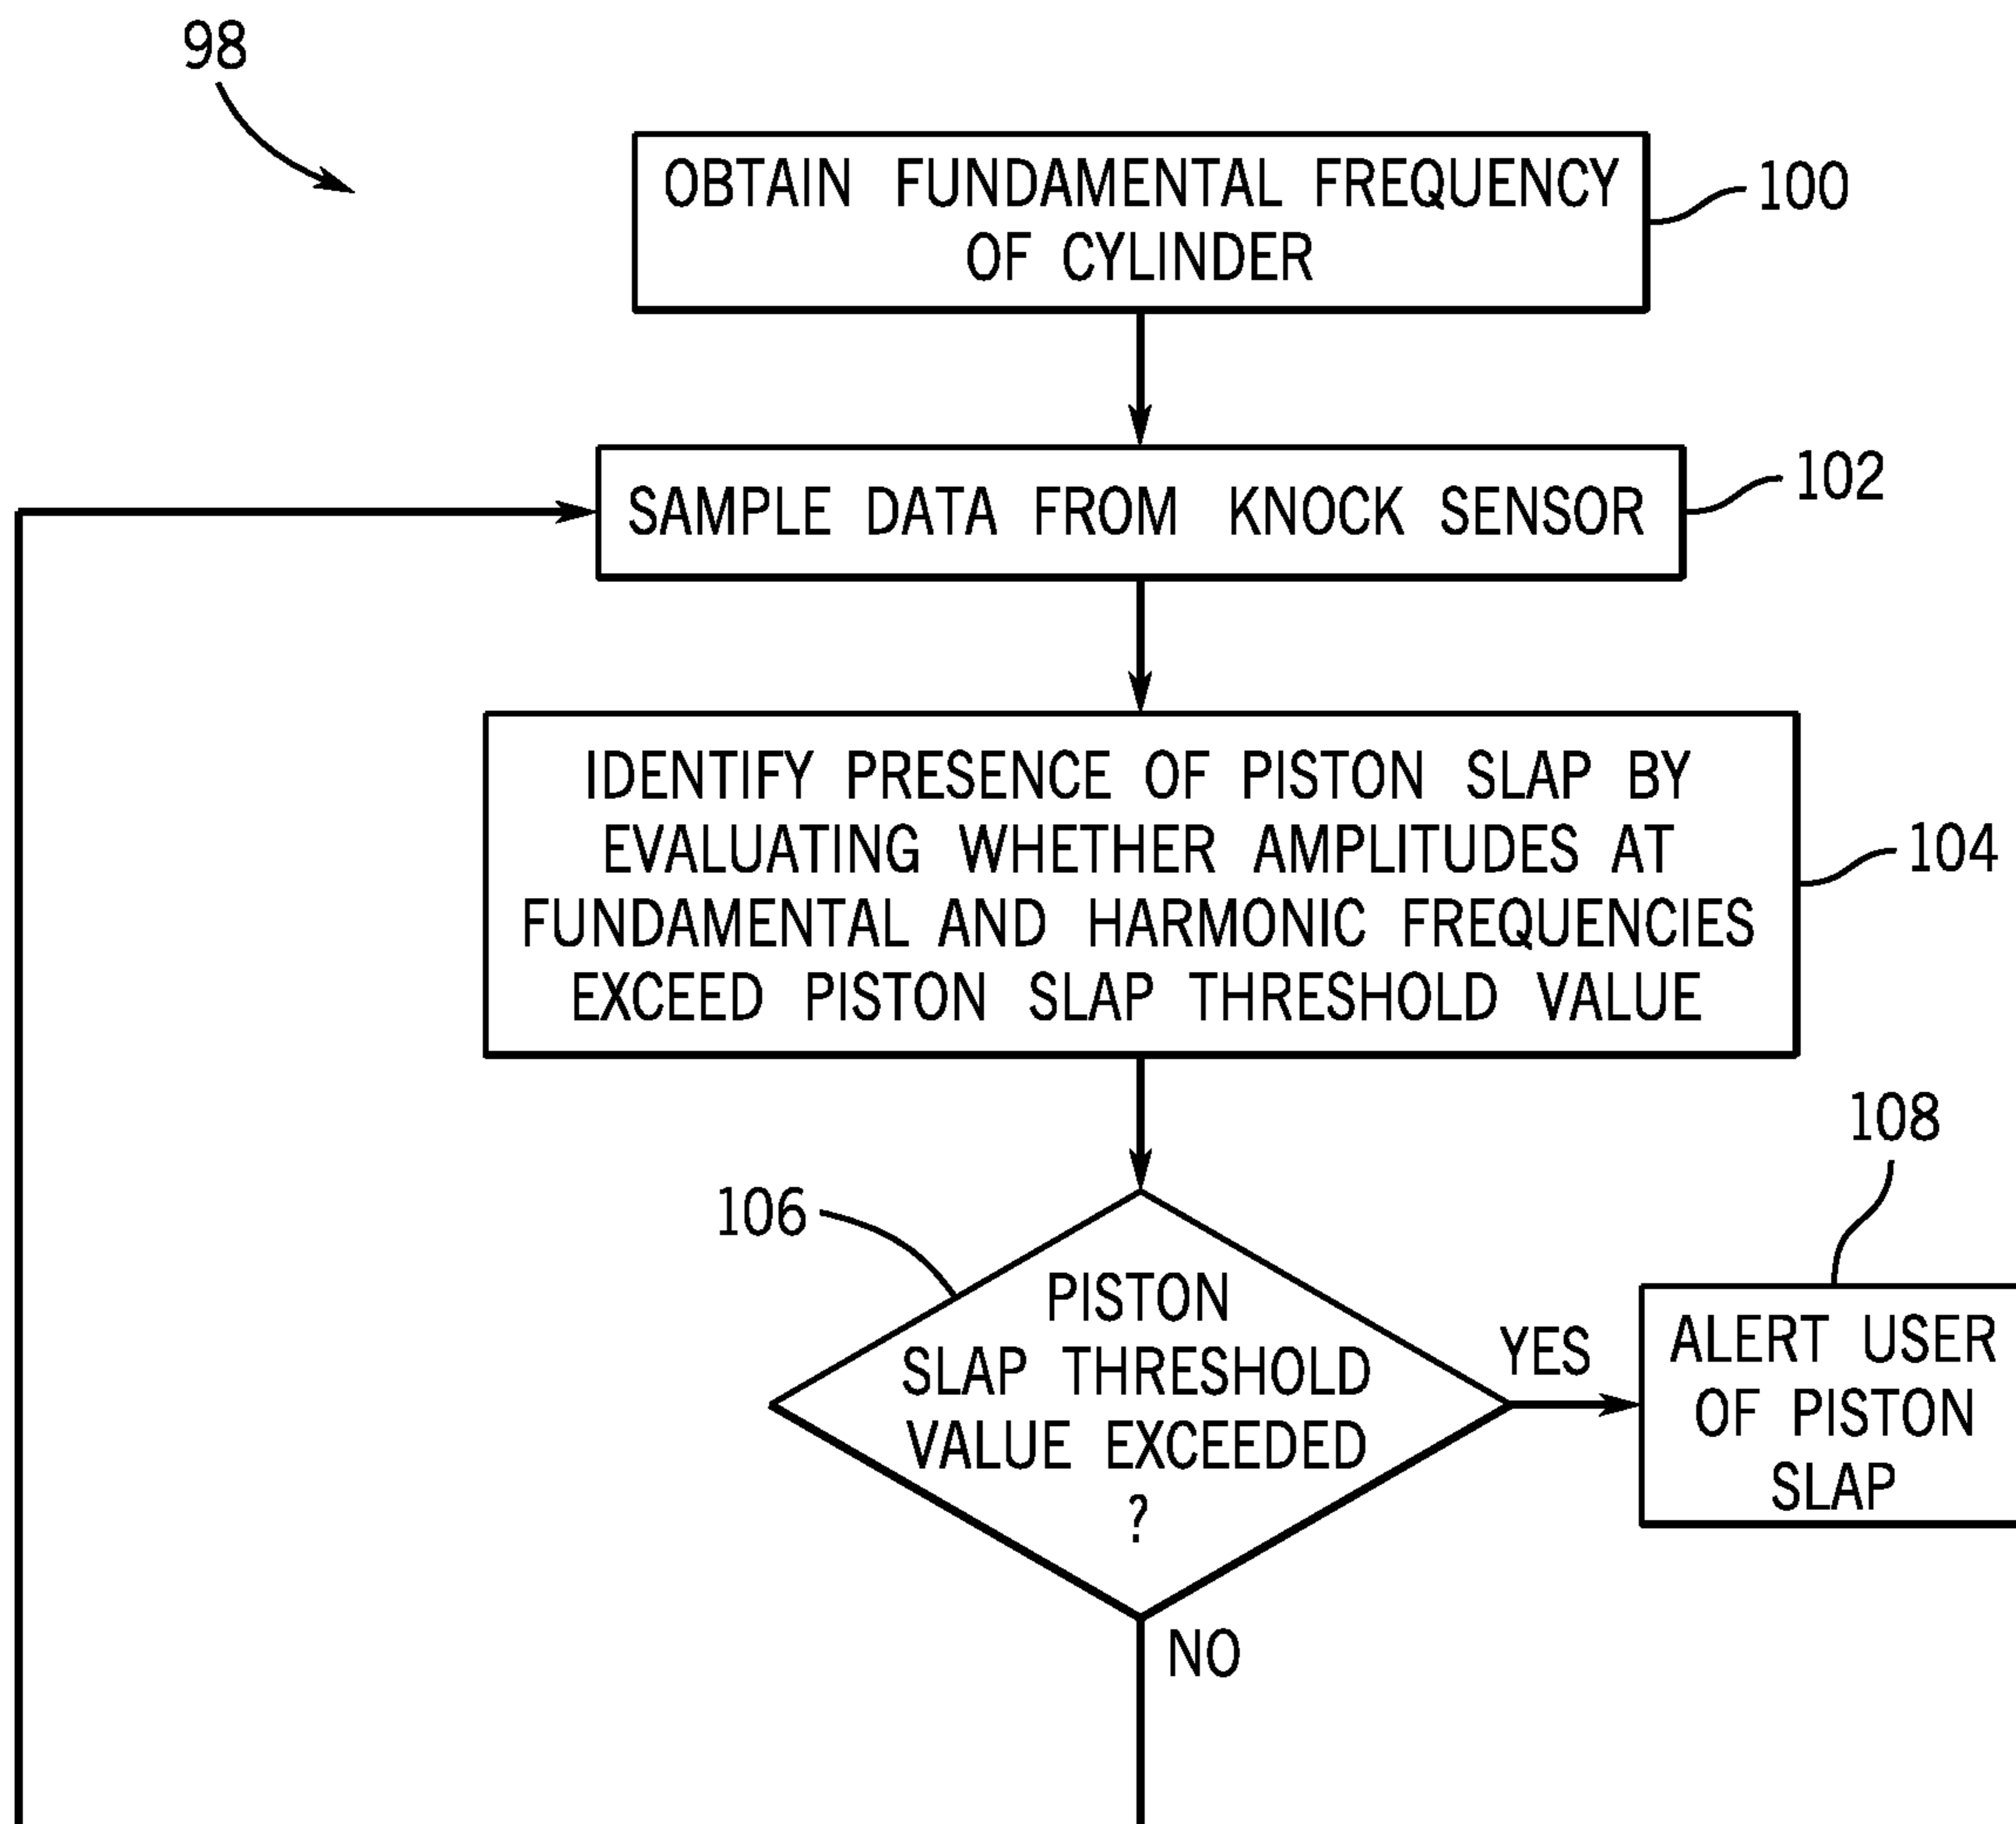 98
OBTAIN FUNDAMENTAL FREQUENCY
OF CYLINDER
100
SAMPLE DATA FROM KNOCK SENSOR
102
IDENTIFY PRESENCE OF PISTON SLAP BY
EVALUATING WHETHER AMPLITUDES AT
FUNDAMENTAL AND HARMONIC FREQUENCIES
EXCEED PISTON SLAP THRESHOLD VALUE
104
106
PISTON
SLAP THRESHOLD
VALUE EXCEEDED
?
YES
108
ALERT USER
OF PISTON
SLAP
NO